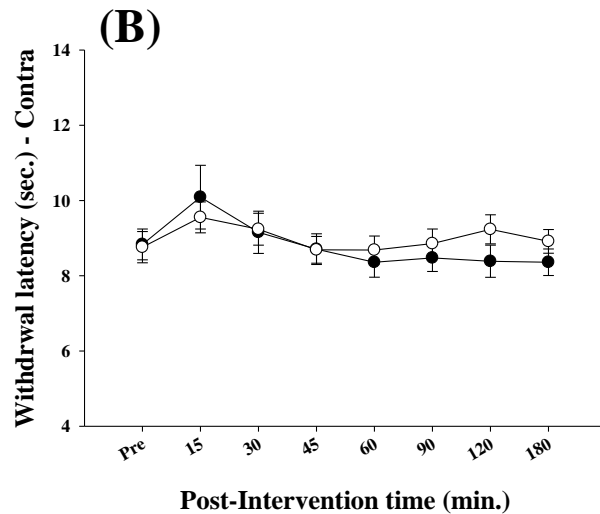 (B)
14
12
10
8
6
4
Withdrwal latency (sec.) - Contra
Pre 15 30 45 60 90 120 180
Post-Intervention time (min.)